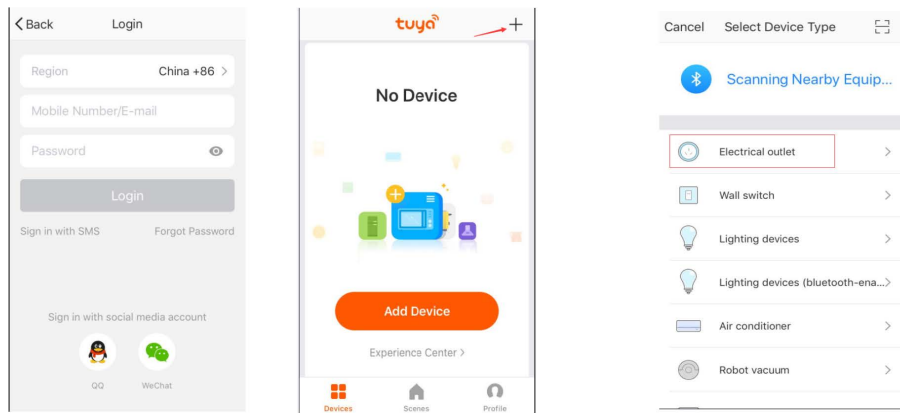 Back Login
Region China +86
Mobile Number/E-mail
Password
Login
Sign in with SMS Forgot Password
Sign in with social media account
QQ WeChat
tuya
No Device
Add Device
Experience Center
Devices Scenes Profile
Cancel Select Device Type
Scanning Nearby Equip...
Electrical outlet
Wall switch
Lighting devices
Lighting devices (bluetooth-ena...
Air conditioner
Robot vacuum